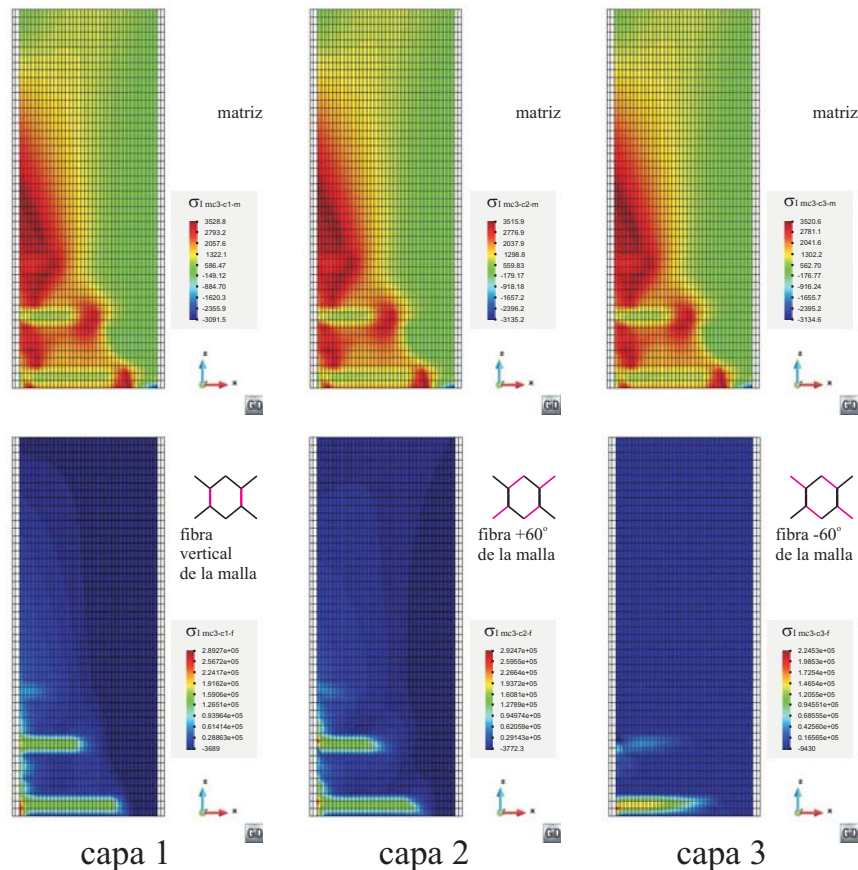 matriz
σI mc3-c1-m
3528.8
2793.2
2057.6
1322.1
586.47
-149.12
-884.70
-1620.3
-2355.9
-3091.5
z
x
GiD
matriz
σI mc3-c2-m
3515.9
2776.9
2037.9
1298.8
559.83
-179.17
-918.18
-1657.2
-2396.2
-3135.2
z
x
GiD
matriz
σI mc3-c3-m
3520.6
2781.1
2041.6
1302.2
562.70
-176.77
-916.24
-1655.7
-2395.2
-3134.6
z
x
GiD
fibra
vertical
de la malla
σI mc3-c1-f
2.8927e+05
2.5672e+05
2.2417e+05
1.9162e+05
1.5906e+05
1.2651e+05
0.93964e+05
0.61414e+05
0.28863e+05
-3689
z
x
GiD
capa 1
fibra +60°
de la malla
σI mc3-c2-f
2.9247e+05
2.5955e+05
2.2664e+05
1.9372e+05
1.6081e+05
1.2789e+05
0.94974e+05
0.62059e+05
0.29143e+05
-3772.3
z
x
GiD
capa 2
fibra -60°
de la malla
σI mc3-c3-f
2.2453e+05
1.9853e+05
1.7254e+05
1.4654e+05
1.2055e+05
0.94551e+05
0.68555e+05
0.42560e+05
0.16565e+05
-9430
z
x
GiD
capa 3